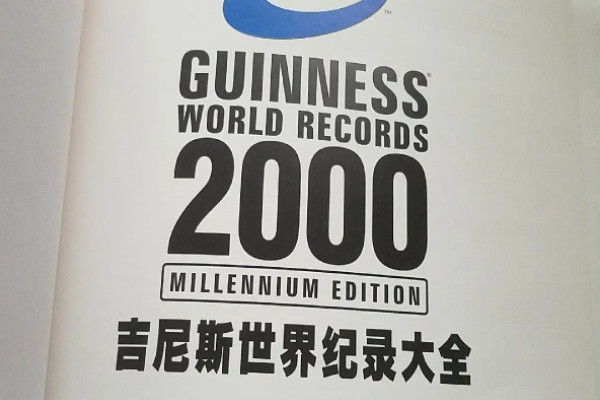 GUINNESS
WORLD RECORDS
2000
MILLENNIUM EDITION
吉尼斯世界纪录大全